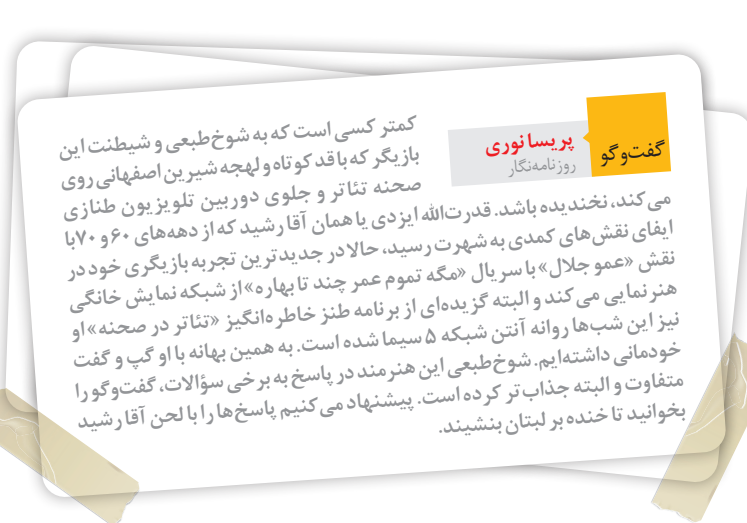 گفت‌وگو
پریسا نوری
روزنامه‌نگار
کمتر کسی است که به شوخ‌طبعی و شیطنت این
بازیگر که با قد کوتاه و لهجه شیرین اصفهانی روی
صحنه تئاتر و جلوی دوربین تلویزیون طنازی
می‌کند، نخندیده باشد. قدرت‌الله ایزدی یا همان آقا رشید که از دهه‌های ۶۰ و ۷۰ با
ایفای نقش‌های کمدی به شهرت رسید، حالا در جدیدترین تجربه بازیگری خود در
نقش «عمو جلال» با سریال «مگه تموم عمر چند تا بهاره» از شبکه نمایش خانگی
هنرنمایی می‌کند و البته گزیده‌ای از برنامه طنز خاطره‌انگیز «تئاتر در صحنه» او
نیز این شب‌ها روانه آنتن شبکه ۵ سیما شده است. به همین بهانه با او گپ و گفت
خودمانی داشته‌ایم. شوخ‌طبعی این هنرمند در پاسخ به برخی سؤالات، گفت‌وگو را
متفاوت و البته جذاب‌تر کرده است. پیشنهاد می‌کنیم پاسخ‌ها را با لحن آقا رشید
بخوانید تا خنده بر لبتان بنشیند.